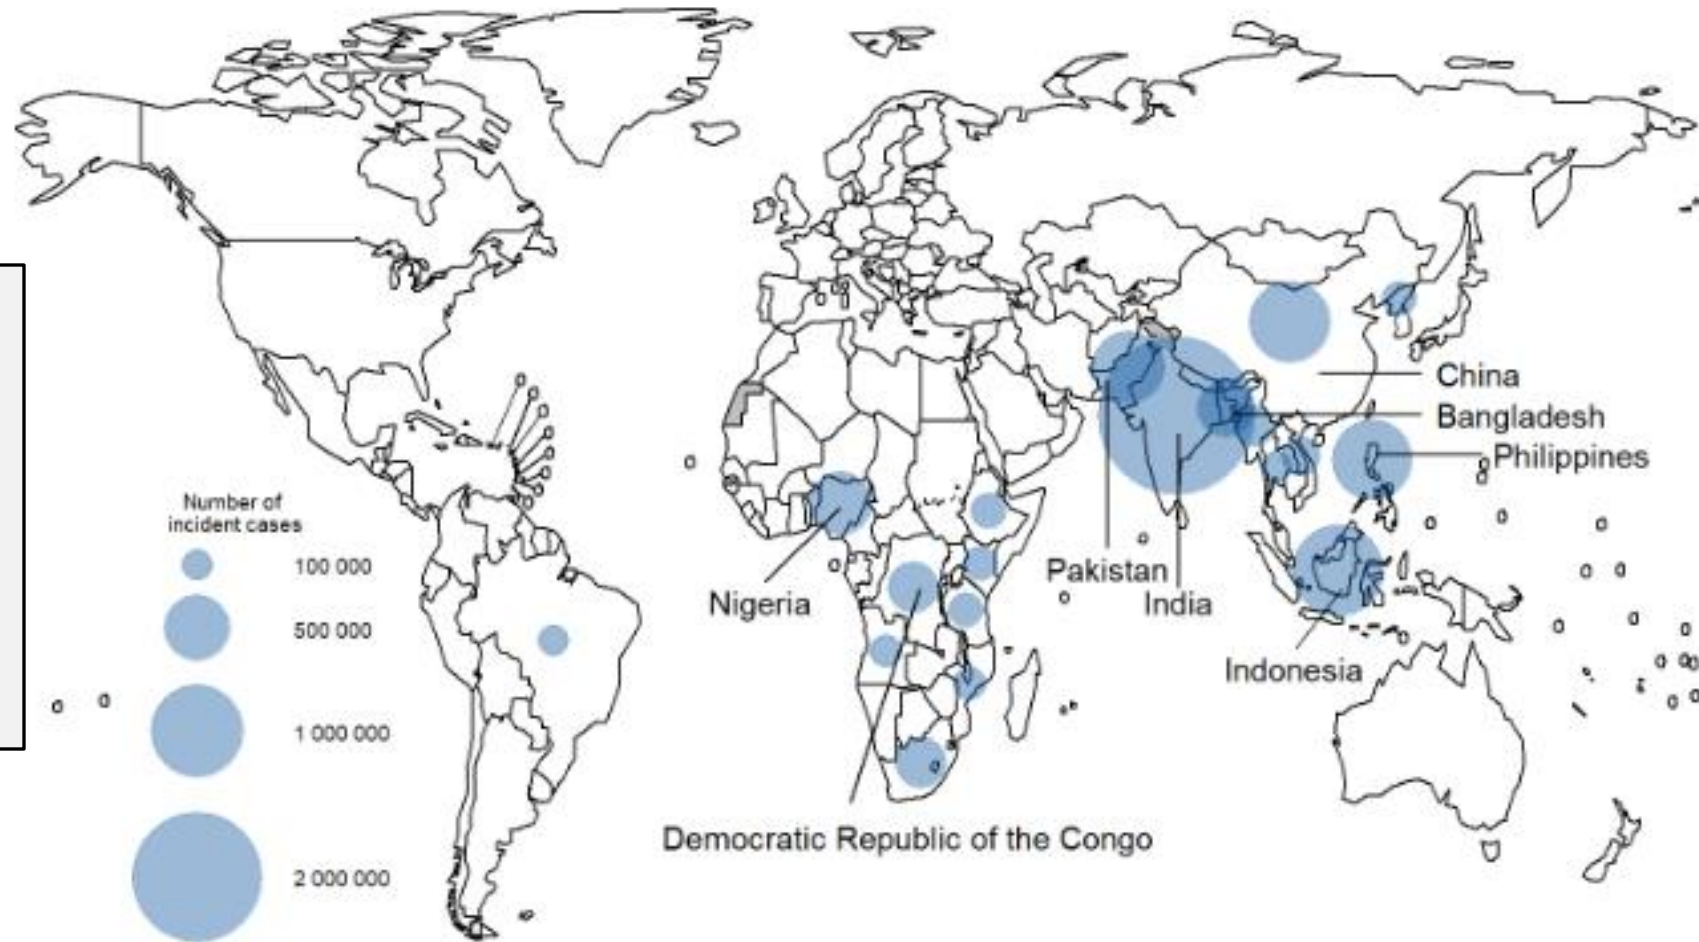 China
Bangladesh
Philippines
Number of
incident cases
100 000
500 000
1 000 000
2 000 000
Nigeria
Pakistan
India
Indonesia
Democratic Republic of the Congo